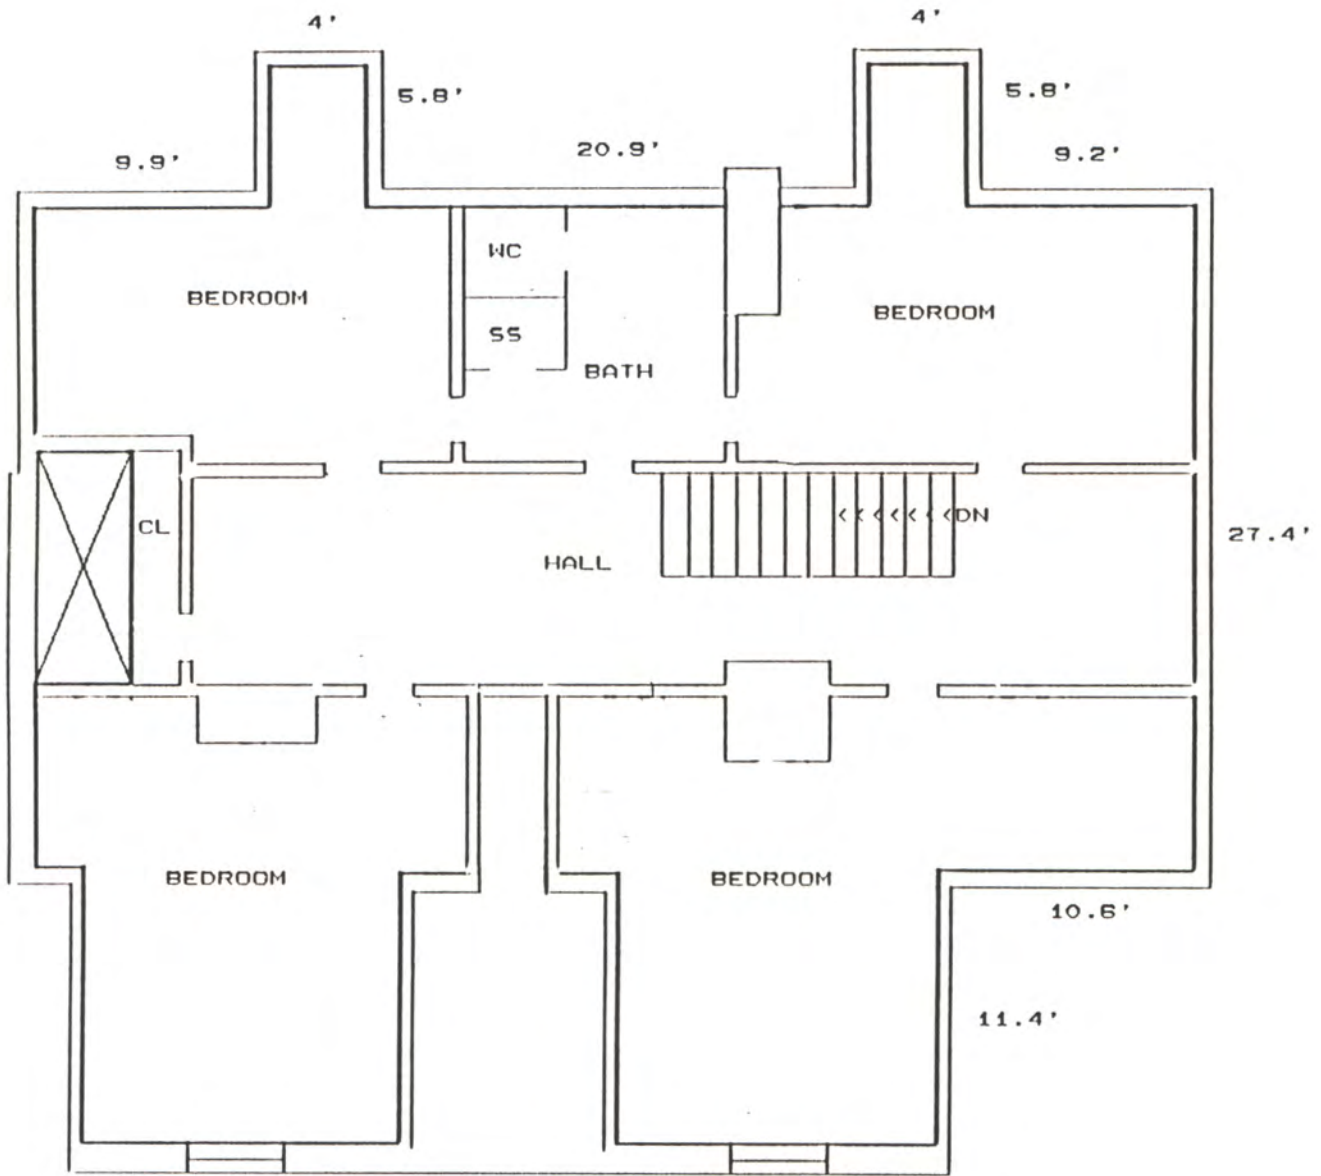 4' 4'
5.8' 5.8'
9.9' 20.9' 9.2'
WC
BEDROOM BEDROOM
SS
BATH
CL <<<<<<<DN
HALL 27.4'
BEDROOM BEDROOM
10.6'
11.4'